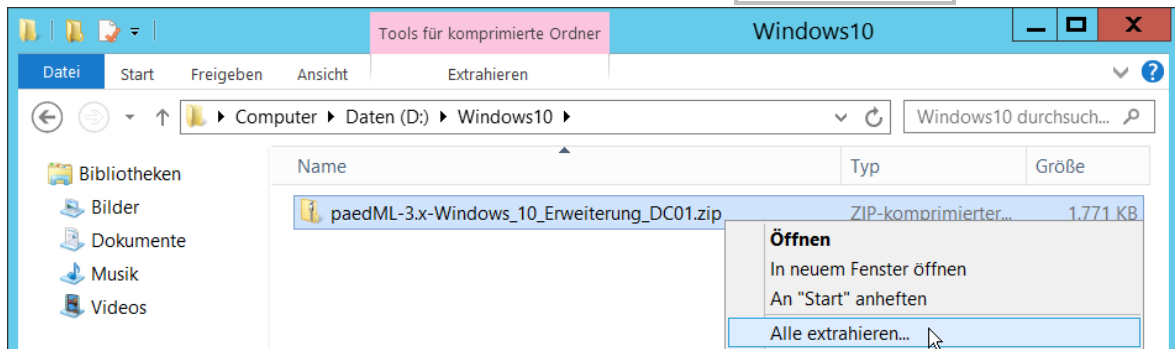 Tools für komprimierte Ordner
Windows10
Datei Start Freigeben Ansicht Extrahieren
Computer Daten (D:) Windows10
Windows10 durchsuch...
Name Typ Größe
Bibliotheken
Bilder
Dokumente
Musik
Videos
paedML-3.x-Windows_10_Erweiterung_DC01.zip ZIP-komprimierter... 1.771 KB
Öffnen
In neuem Fenster öffnen
An "Start" anheften
Alle extrahieren...